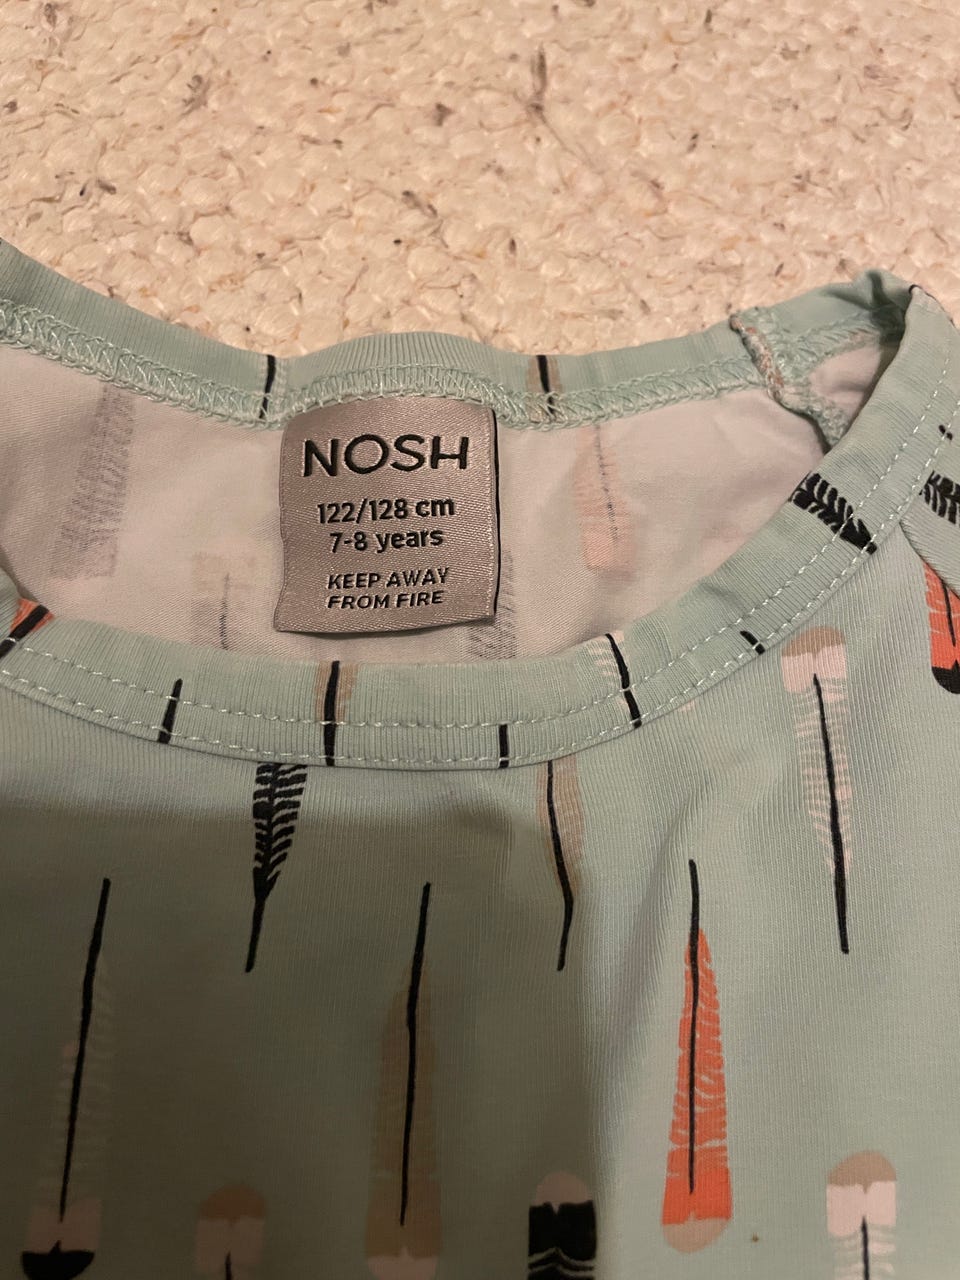 NOSH
122/128 cm
7-8 years
KEEP AWAY
FROM FIRE